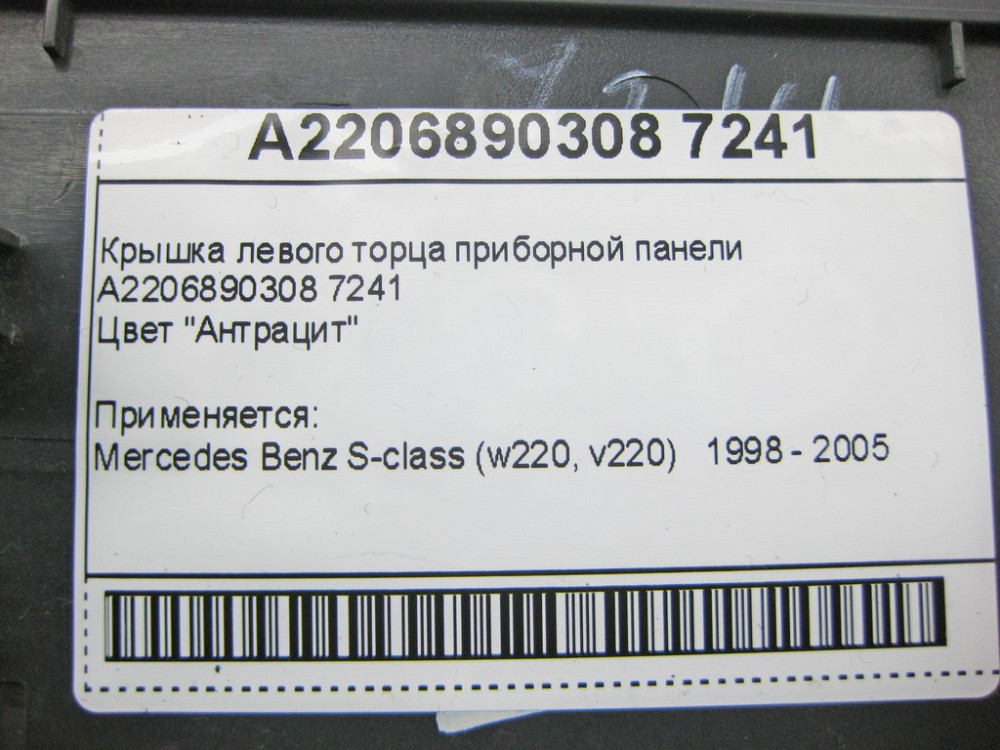 A2206890308 7241
Крышка левого торца приборной панели
A2206890308 7241
Цвет "Антрацит"
Применяется:
Mercedes Benz S-class (w220, v220) 1998 - 2005